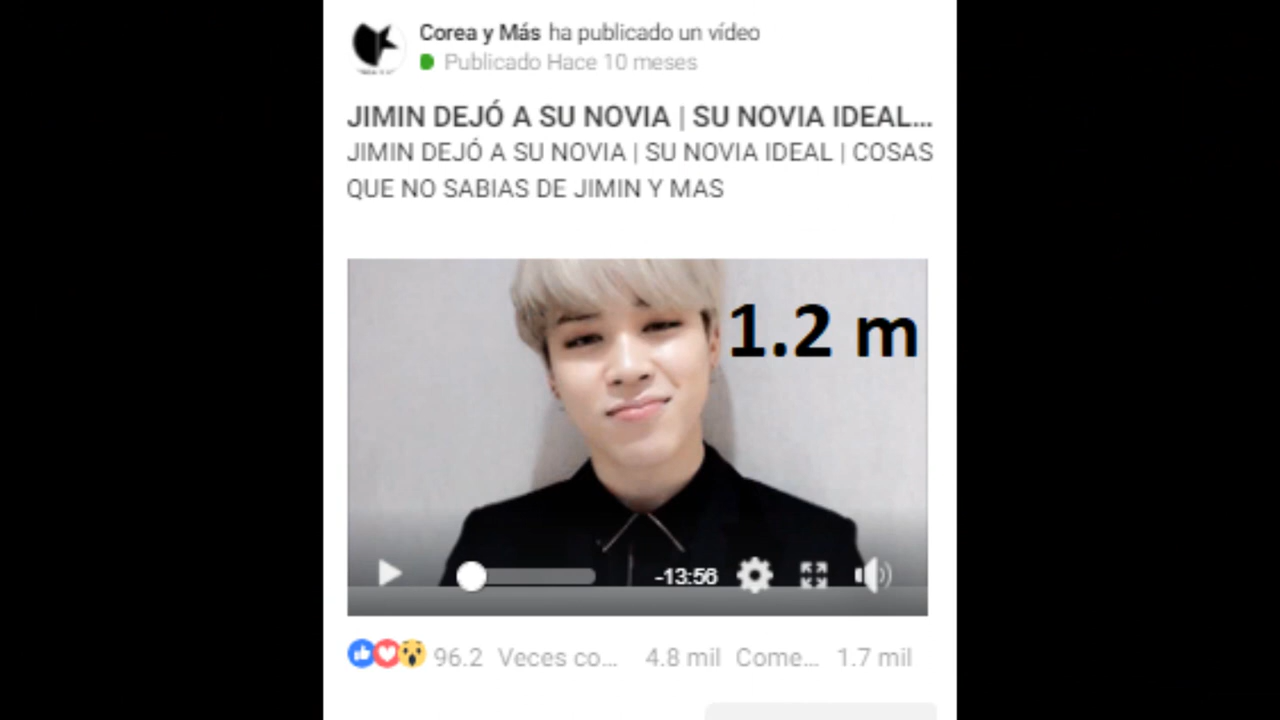 Corea y Más ha publicado un vídeo
Publicado Hace 10 meses
JIMIN DEJÓ A SU NOVIA | SU NOVIA IDEAL...
JIMIN DEJÓ A SU NOVIA | SU NOVIA IDEAL | COSAS
QUE NO SABIAS DE JIMIN Y MAS
1.2 m
-13:56
96.2 Veces co... 4.8 mil Come... 1.7 mil